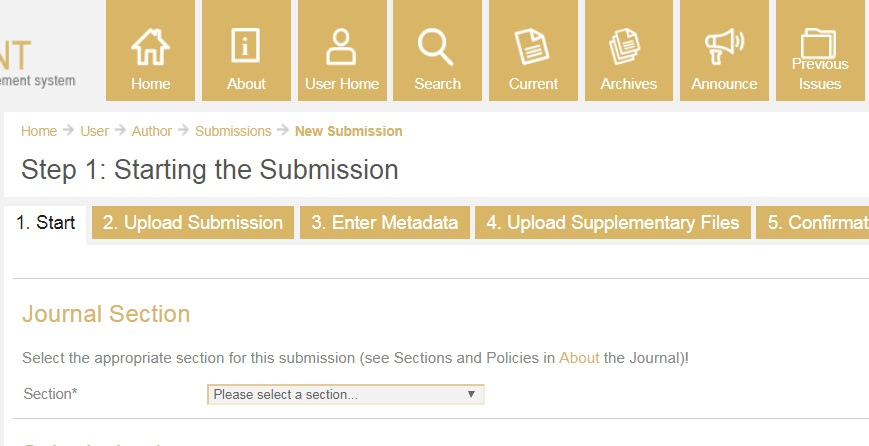 NT
ement system
Home
About
User Home
Search
Current
Archives
Announce
Previous
Issues
Home
User
Author
Submissions
New Submission
Step 1: Starting the Submission
1. Start
2. Upload Submission
3. Enter Metadata
4. Upload Supplementary Files
5. Confirmat
Journal Section
Select the appropriate section for this submission (see Sections and Policies in About the Journal)!
Section*
Please select a section...